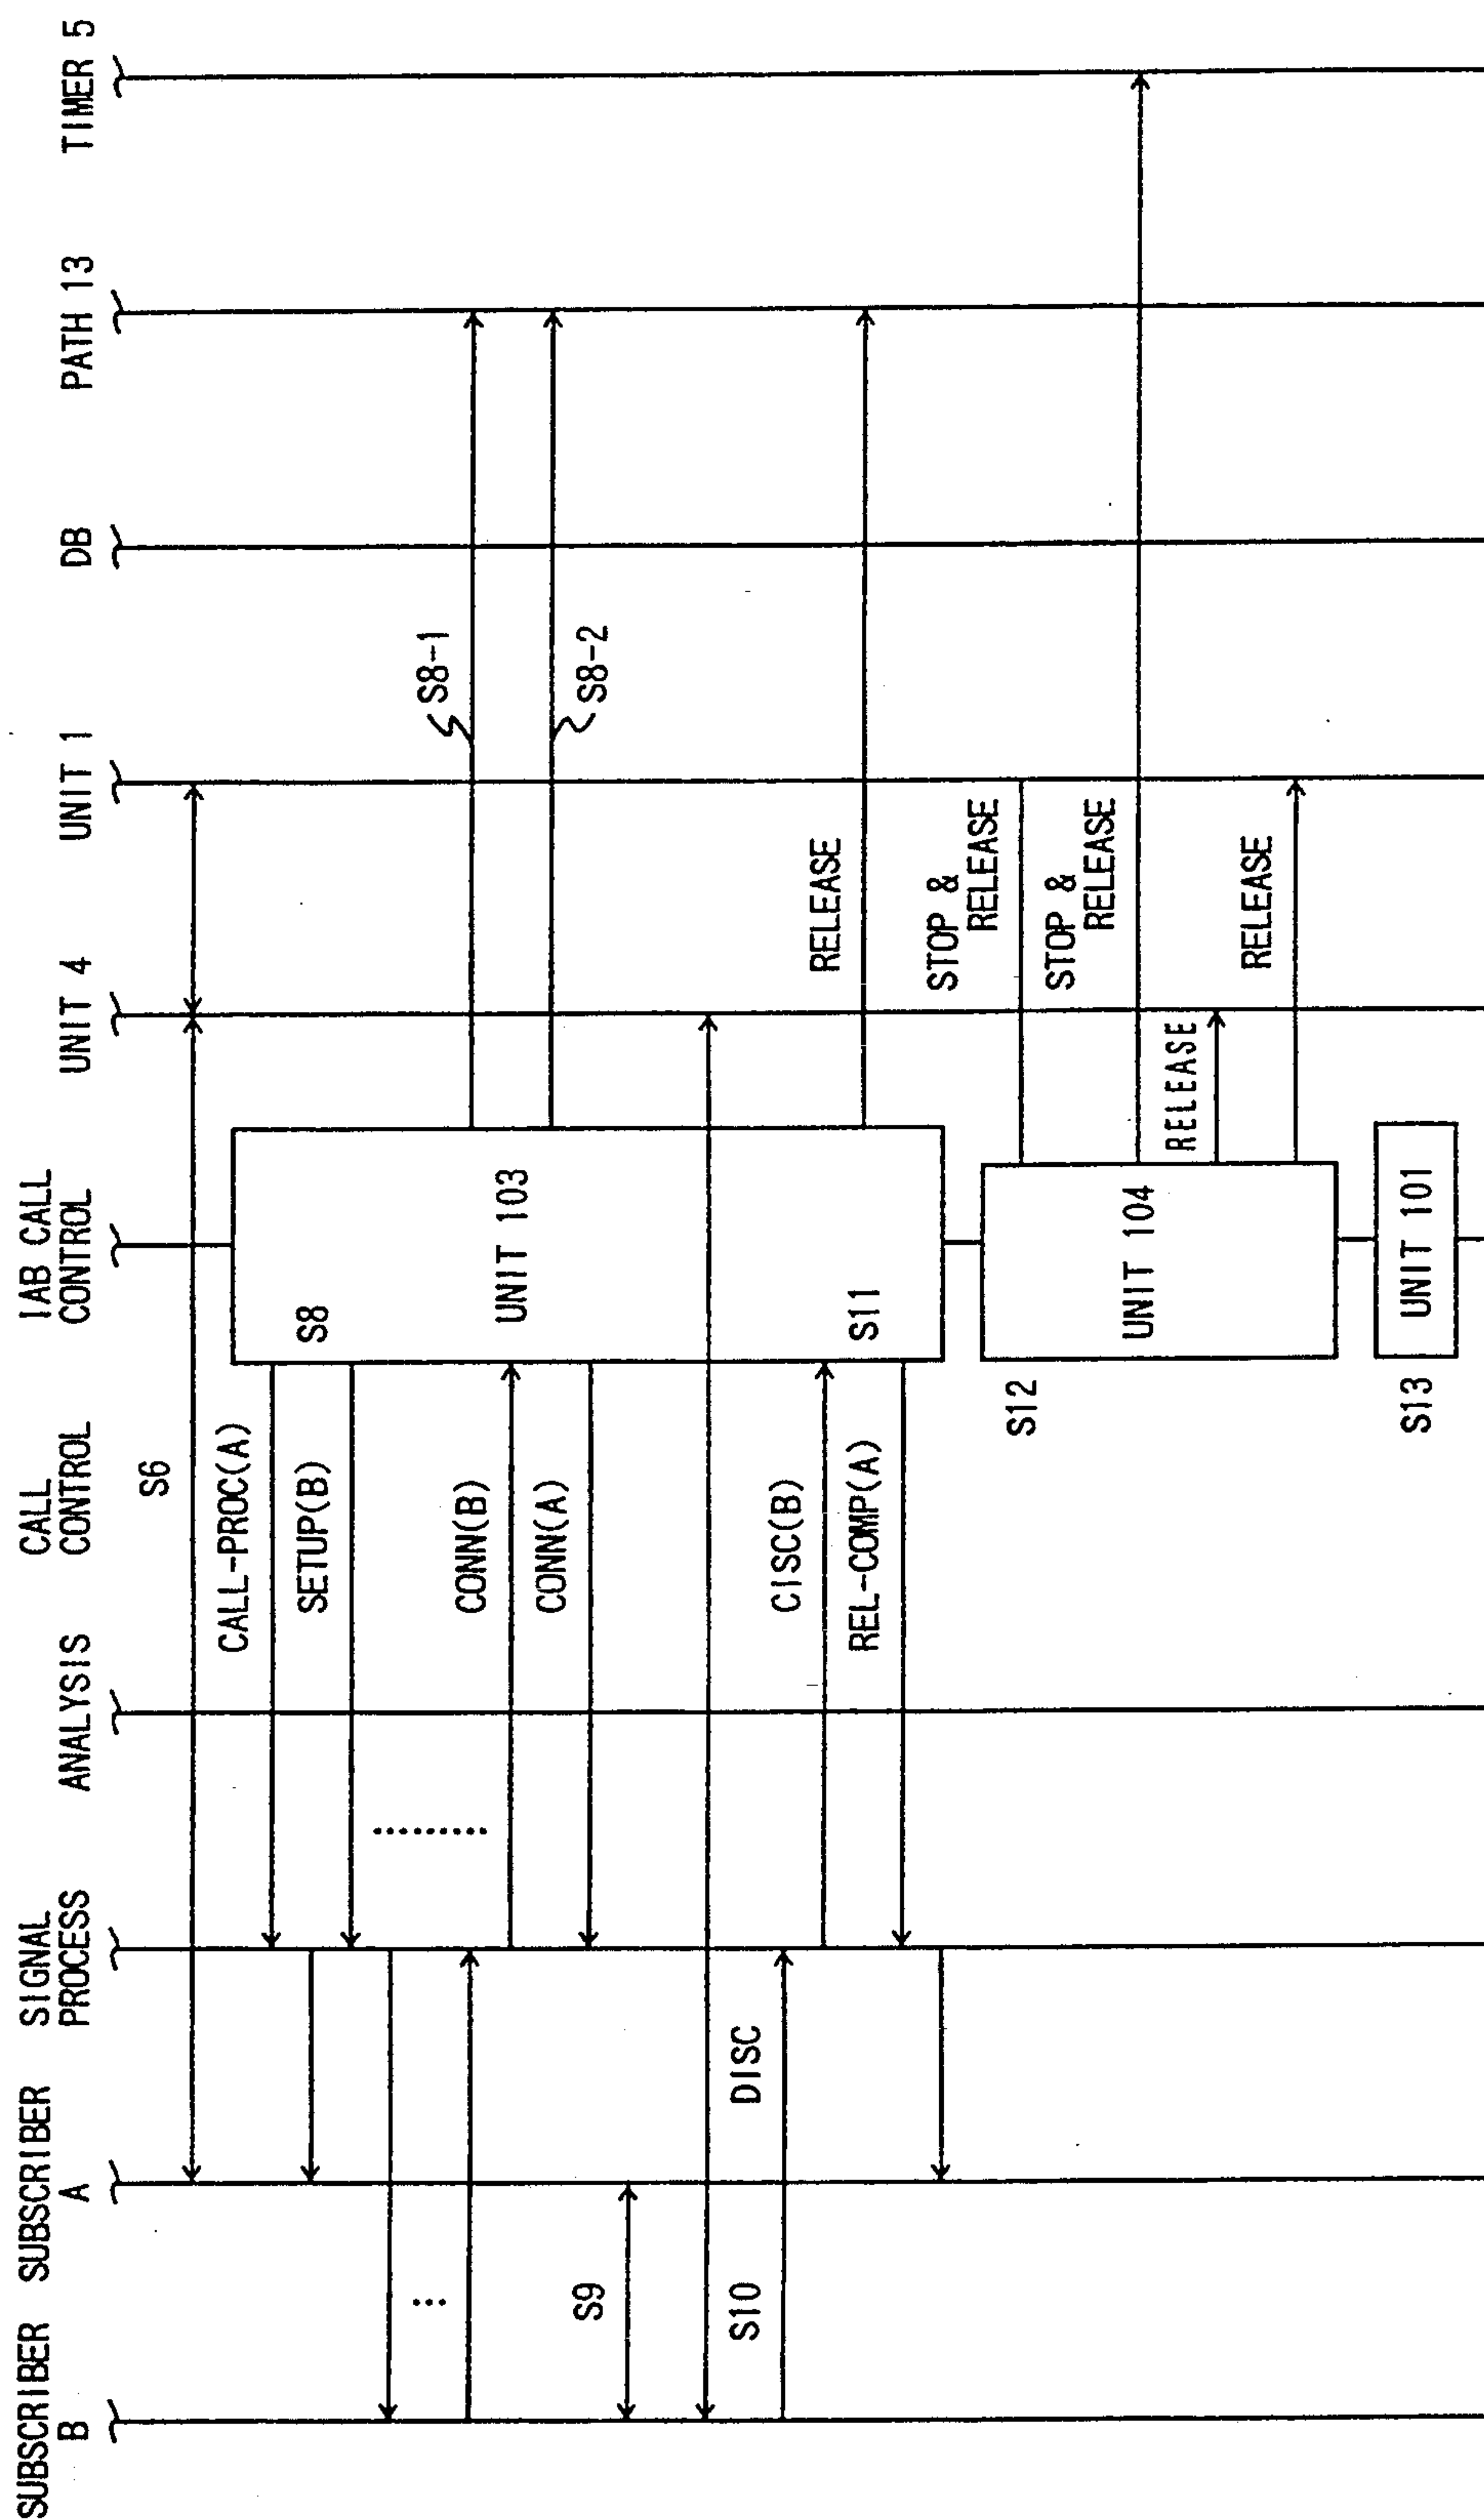 SUBSCRIBER
B
SUBSCRIBER
A
SIGNAL
PROCESS
ANALYSIS
CALL
CONTROL
IAB CALL
CONTROL
UNIT 4
UNIT 1
DB
PATH 13
TIMER 5
S6
CALL-PROC(A)
S8
SETUP(B)
S8-1
CONN(B)
UNIT 103
CONN(A)
S8-2
S9
S10
DISC
CISC(B)
RELEASE
REL-COMP(A)
S11
STOP &
RELEASE
S12
STOP &
RELEASE
UNIT 104
RELEASE
RELEASE
S13
UNIT 101